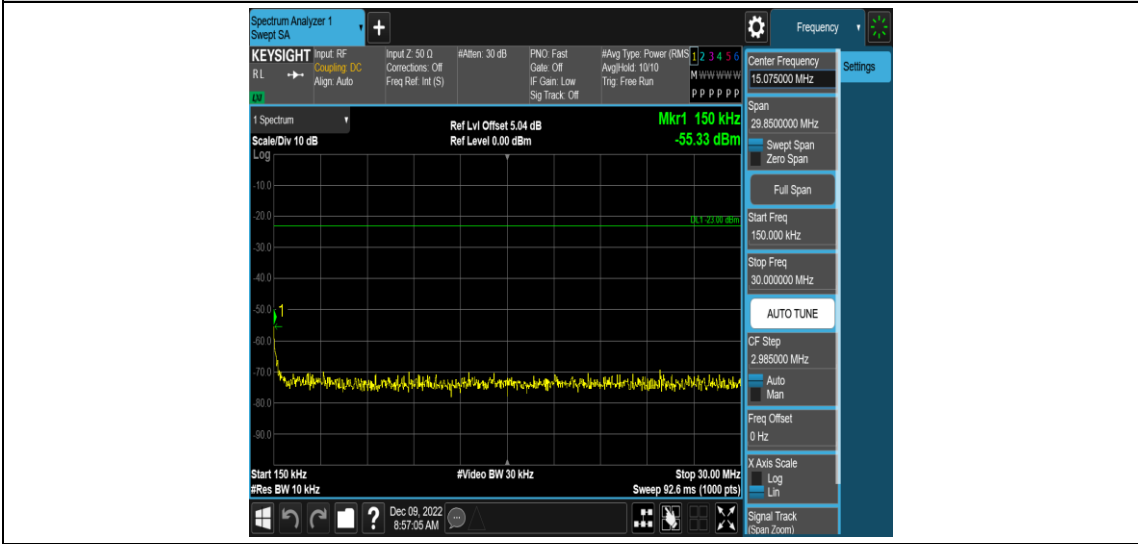 Spectrum Analyzer 1
Swept SA
+
Frequency
KEYSIGHT
RL
LXI
Input: RF
Coupling: DC
Align: Auto
Input Z: 50 Ω
Corrections: Off
Freq Ref: Int (S)
#Atten: 30 dB
PNO: Fast
Gate: Off
IF Gain: Low
Sig Track: Off
#Avg Type: Power (RMS
Avg|Hold: 10/10
Trig: Free Run
1 2 3 4 5 6
M W W W W W
P P P P P P
1 Spectrum
Scale/Div 10 dB
Log
Ref Lvl Offset 5.04 dB
Ref Level 0.00 dBm
Mkr1 150 kHz
-55.33 dBm
-10.0
-20.0
DL1 -23.00 dBm
-30.0
-40.0
-50.0
1
-60.0
-70.0
-80.0
-90.0
Start 150 kHz
#Video BW 30 kHz
Stop 30.00 MHz
#Res BW 10 kHz
Sweep 92.6 ms (1000 pts)
?
Dec 09, 2022
8:57:05 AM
Center Frequency
15.075000 MHz
Settings
Span
29.8500000 MHz
Swept Span
Zero Span
Full Span
Start Freq
150.000 kHz
Stop Freq
30.000000 MHz
AUTO TUNE
CF Step
2.985000 MHz
Auto
Man
Freq Offset
0 Hz
X Axis Scale
Log
Lin
Signal Track
(Span Zoom)